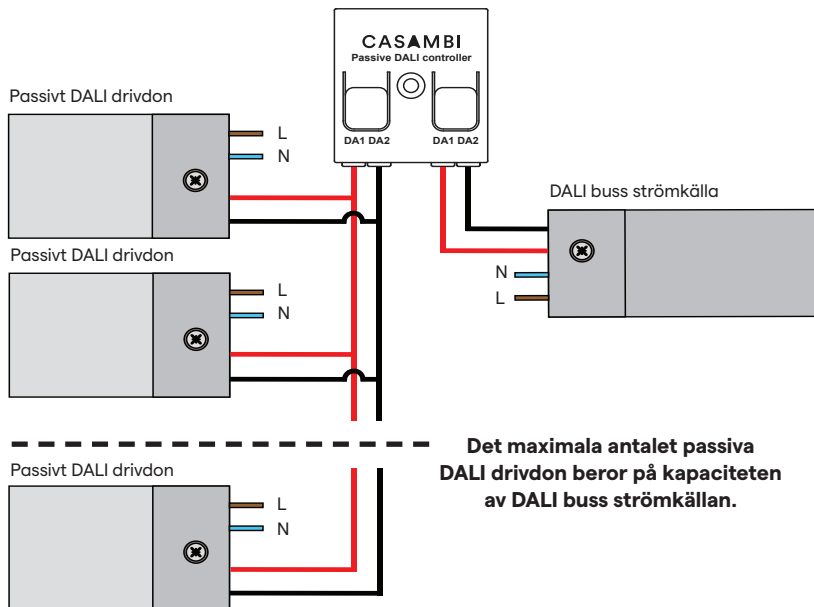 CASAMBI
Passive DALI controller
DA1 DA2
DA1 DA2
Passivt DALI drivdon
L
N
DALI buss strömkälla
N
L
Passivt DALI drivdon
L
N
Det maximala antalet passiva
DALI drivdon beror på kapaciteten
av DALI buss strömkällan.
Passivt DALI drivdon
L
N